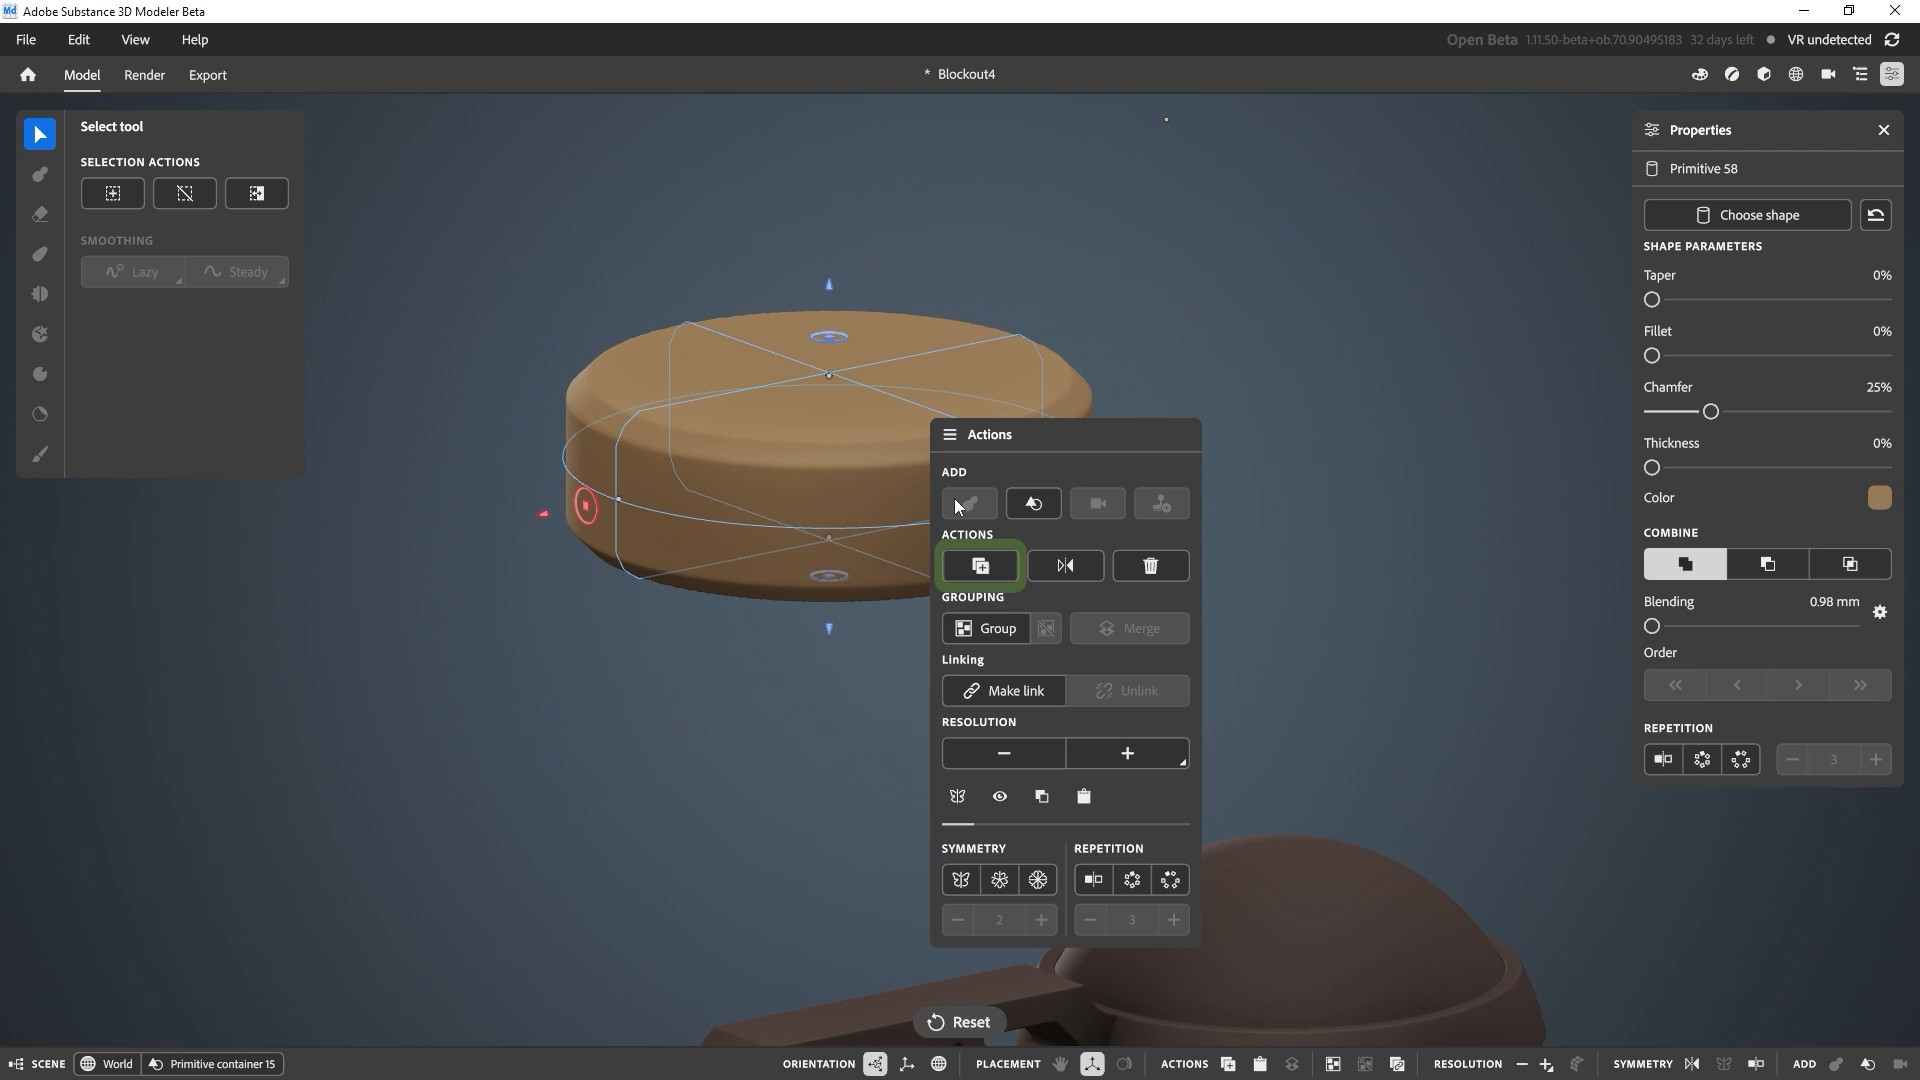 Md Adobe Substance 3D Modeler Beta
File Edit View Help
Open Beta 1.11.50-beta+ob.70.90495183 32 days left VR undetected
Model Render Export
* Blockout4
Select tool
SELECTION ACTIONS
SMOOTHING
Lazy Steady
Properties
Primitive 58
Choose shape
SHAPE PARAMETERS
Taper 0%
Fillet 0%
Chamfer 25%
Thickness 0%
Color
COMBINE
Blending 0.98 mm
Order
REPETITION
3
Actions
ADD
ACTIONS
GROUPING
Group Merge
Linking
Make link Unlink
RESOLUTION
SYMMETRY REPETITION
2 3
Reset
SCENE World Primitive container 15
ORIENTATION PLACEMENT ACTIONS RESOLUTION SYMMETRY ADD